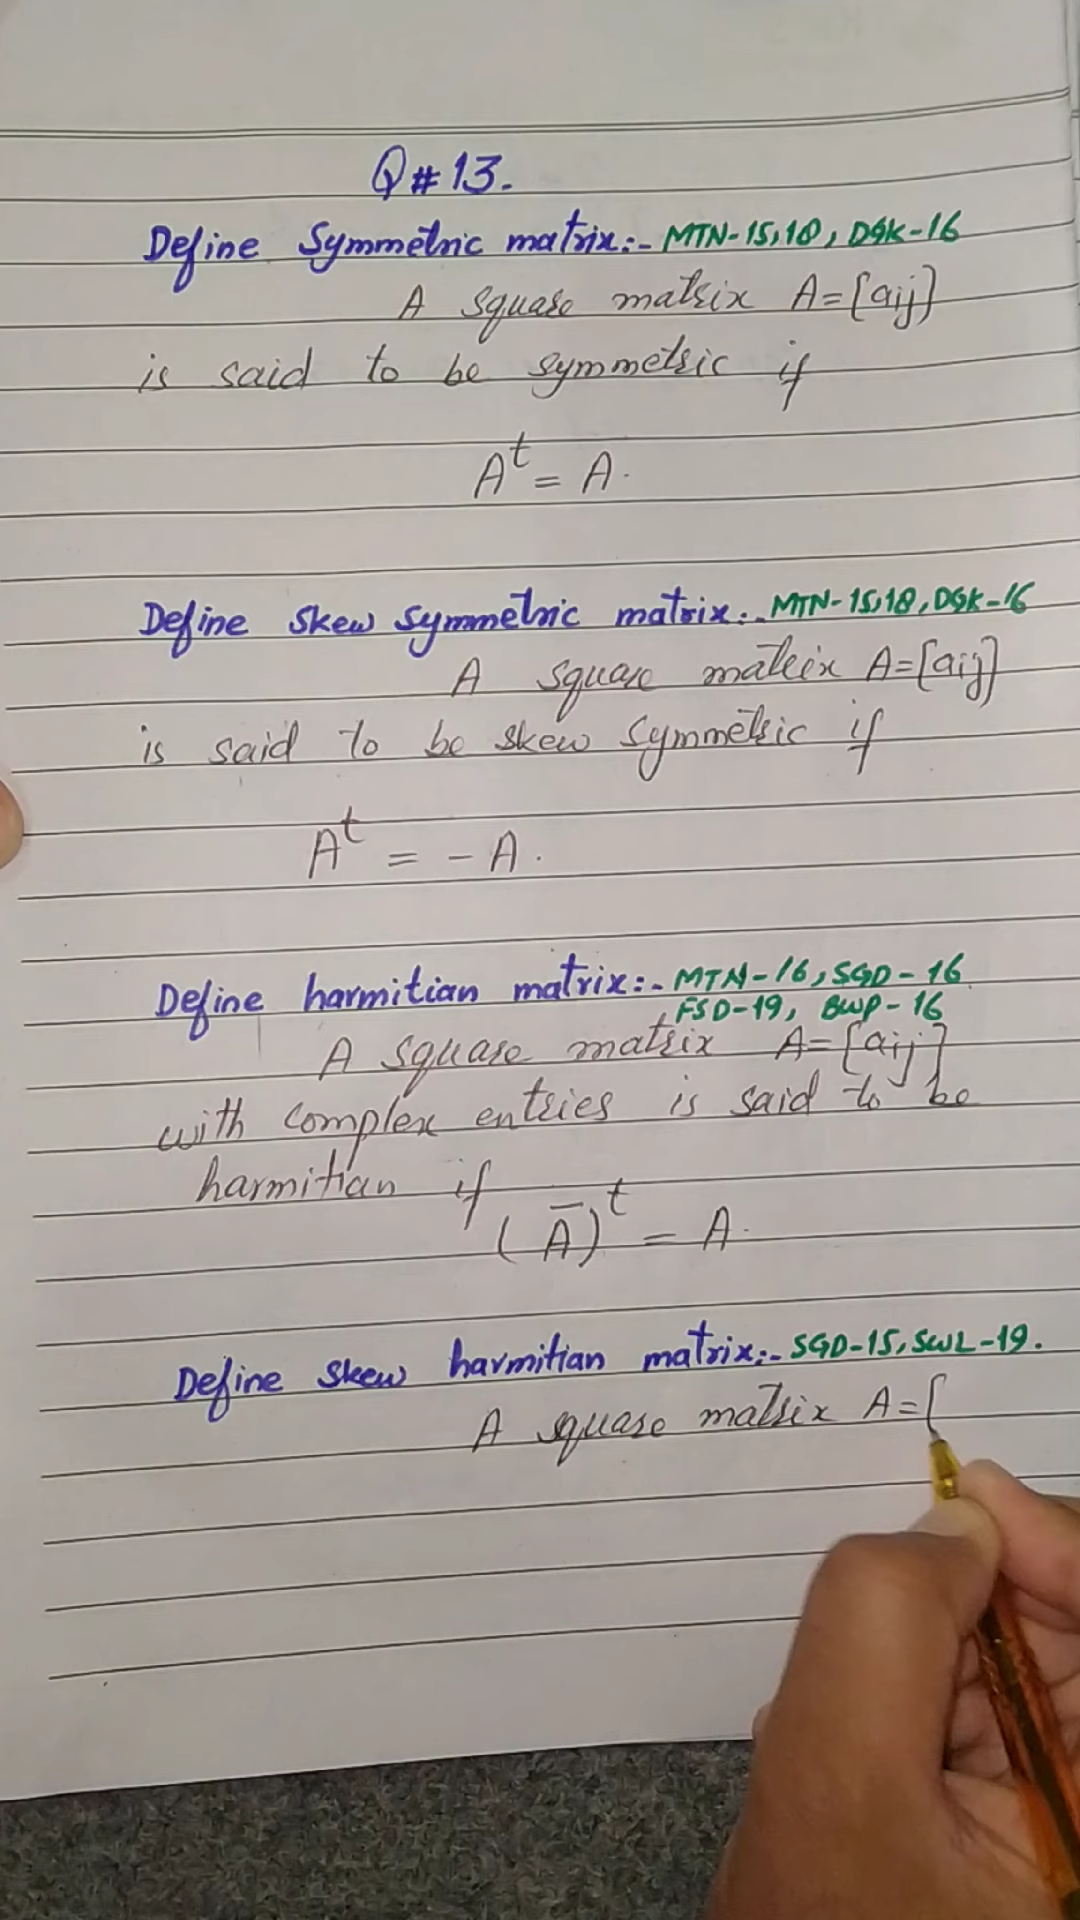 Q # 13.
Define Symmetric matrix:- MTN-15,18, DGK-16
A square matrix A=[aij]
is said to be symmetric if
Aᵗ = A.
Define skew symmetric matrix:- MTN-15,18, DGK-16
A square matrix A=[aij]
is said to be skew symmetric if
Aᵗ = - A.
Define harmitian matrix:- MTN-16, SGD-16
FSD-19, BWP-16
A square matrix A=[aij]
with complex entries is said to be
harmitian if
(Ā)ᵗ = A.
Define skew harmitian matrix:- SGD-15, SWL-19.
A square matrix A=[